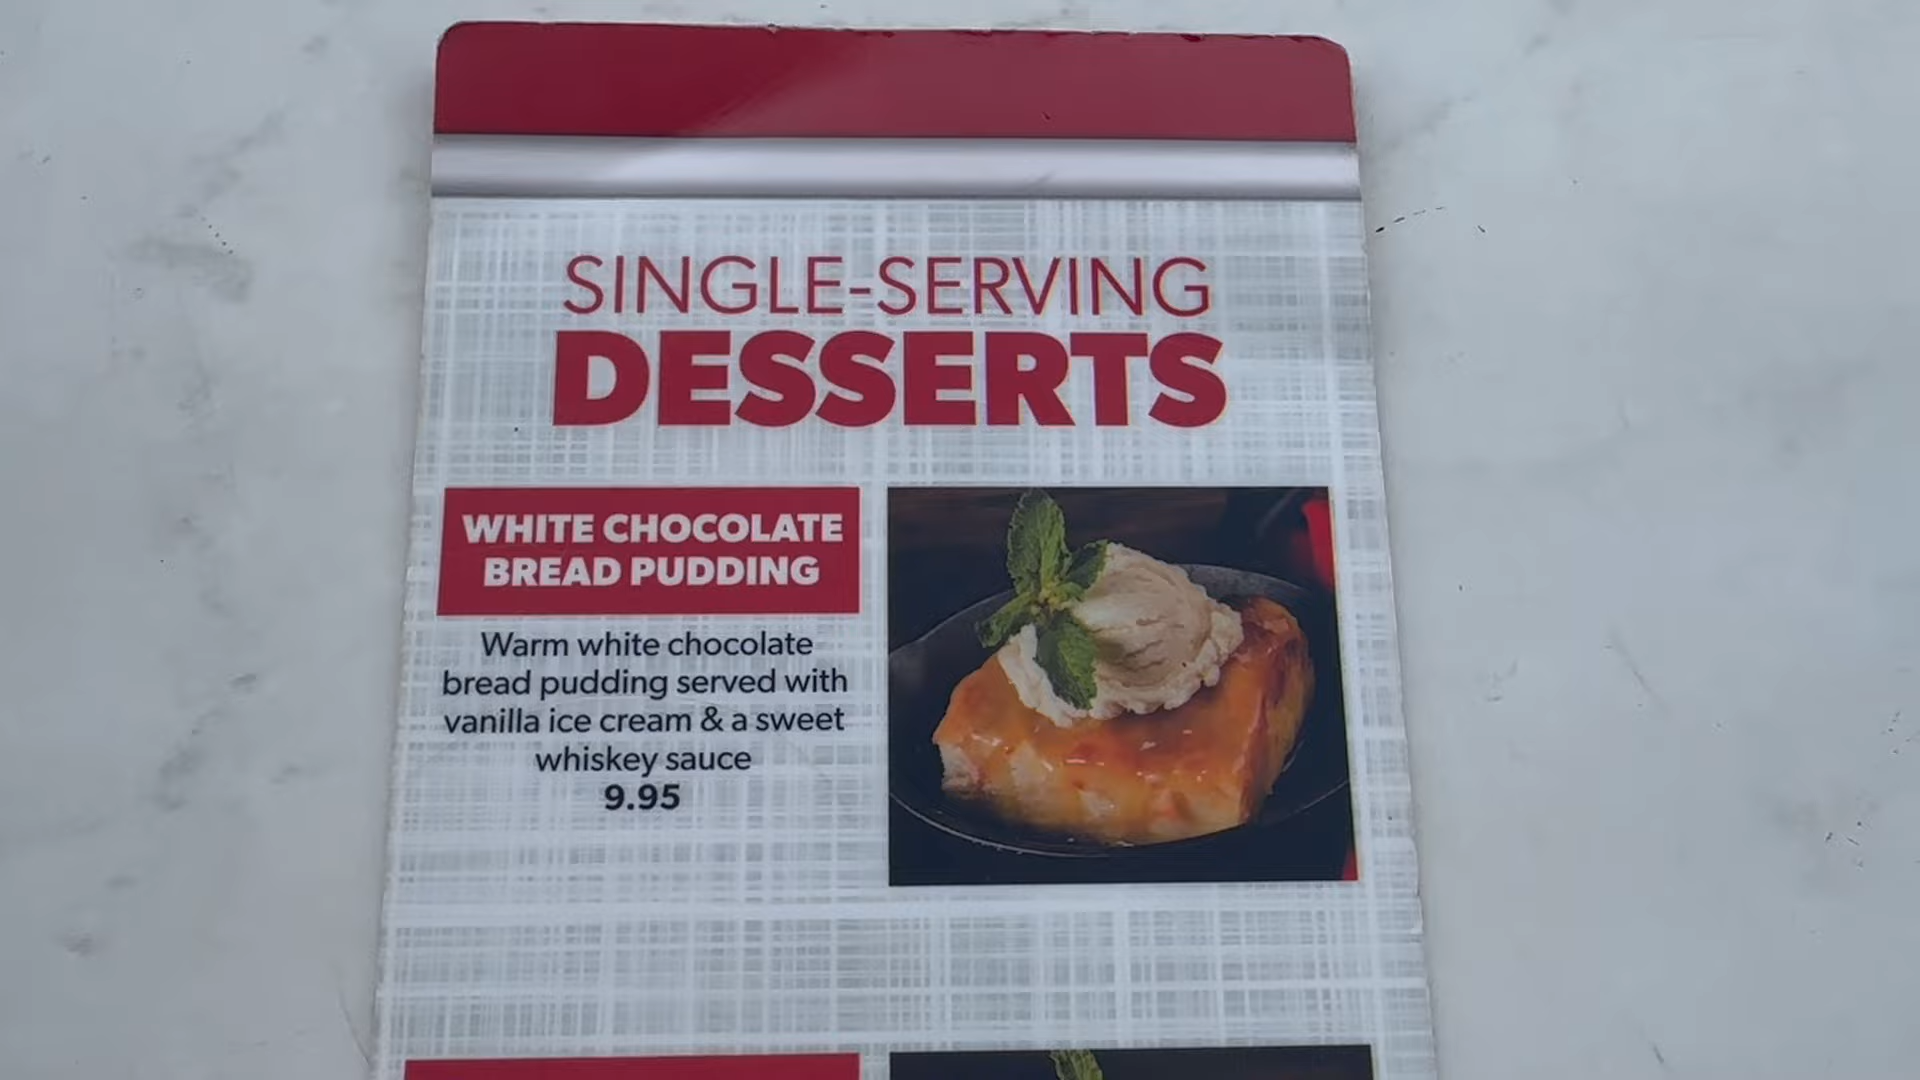 SINGLE-SERVING
DESSERTS
WHITE CHOCOLATE
BREAD PUDDING
Warm white chocolate
bread pudding served with
vanilla ice cream & a sweet
whiskey sauce
9.95